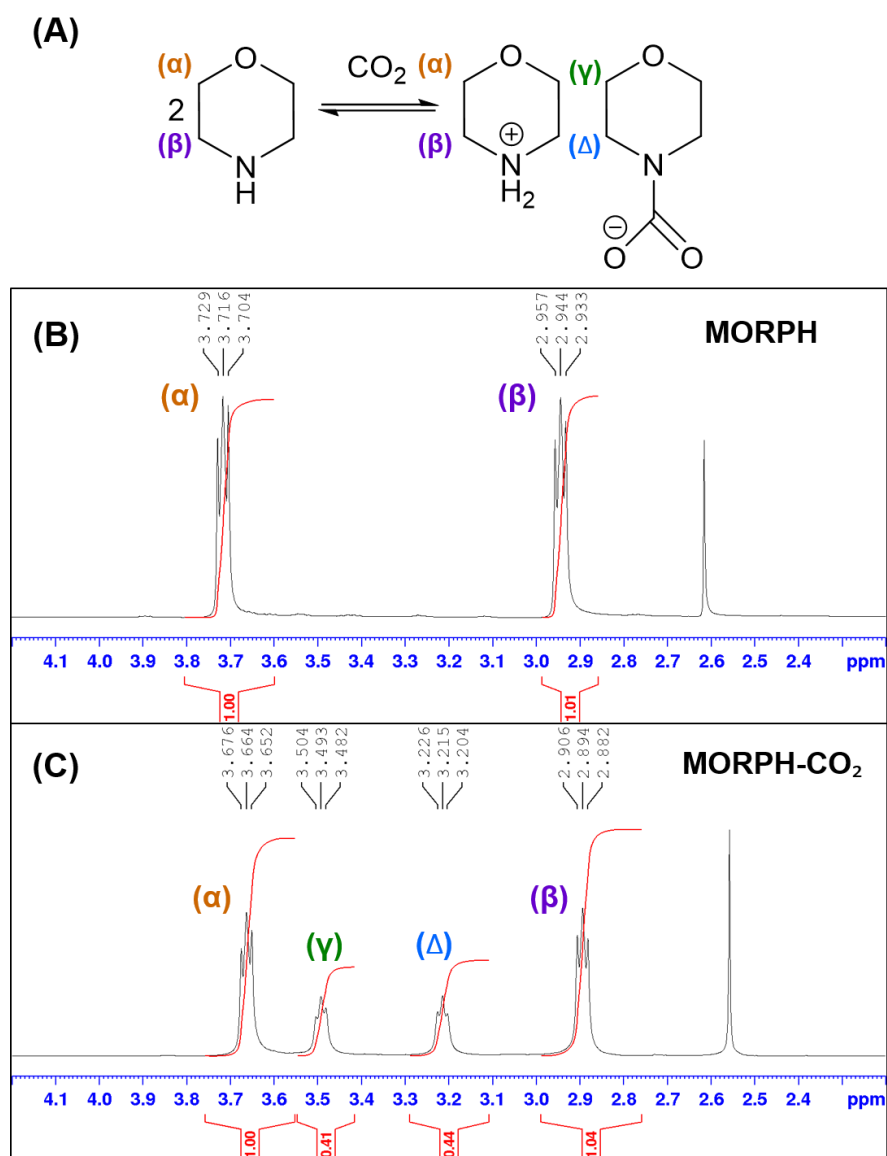 (A)
(α) O CO2 (α) O (γ) O
2
(β) N H (β) N + H2 (Δ) N
− O O
3.729 3.716 3.704 2.957 2.944 2.933
(B) MORPH
(α) (β)
4.1 4.0 3.9 3.8 3.7 3.6 3.5 3.4 3.3 3.2 3.1 3.0 2.9 2.8 2.7 2.6 2.5 2.4 ppm
1.00 1.01
3.676 3.664 3.652 3.504 3.493 3.482 3.226 3.215 3.204 2.906 2.894 2.882
(C) MORPH-CO₂
(α) (γ) (Δ) (β)
4.1 4.0 3.9 3.8 3.7 3.6 3.5 3.4 3.3 3.2 3.1 3.0 2.9 2.8 2.7 2.6 2.5 2.4 ppm
1.00 0.41 0.44 1.04